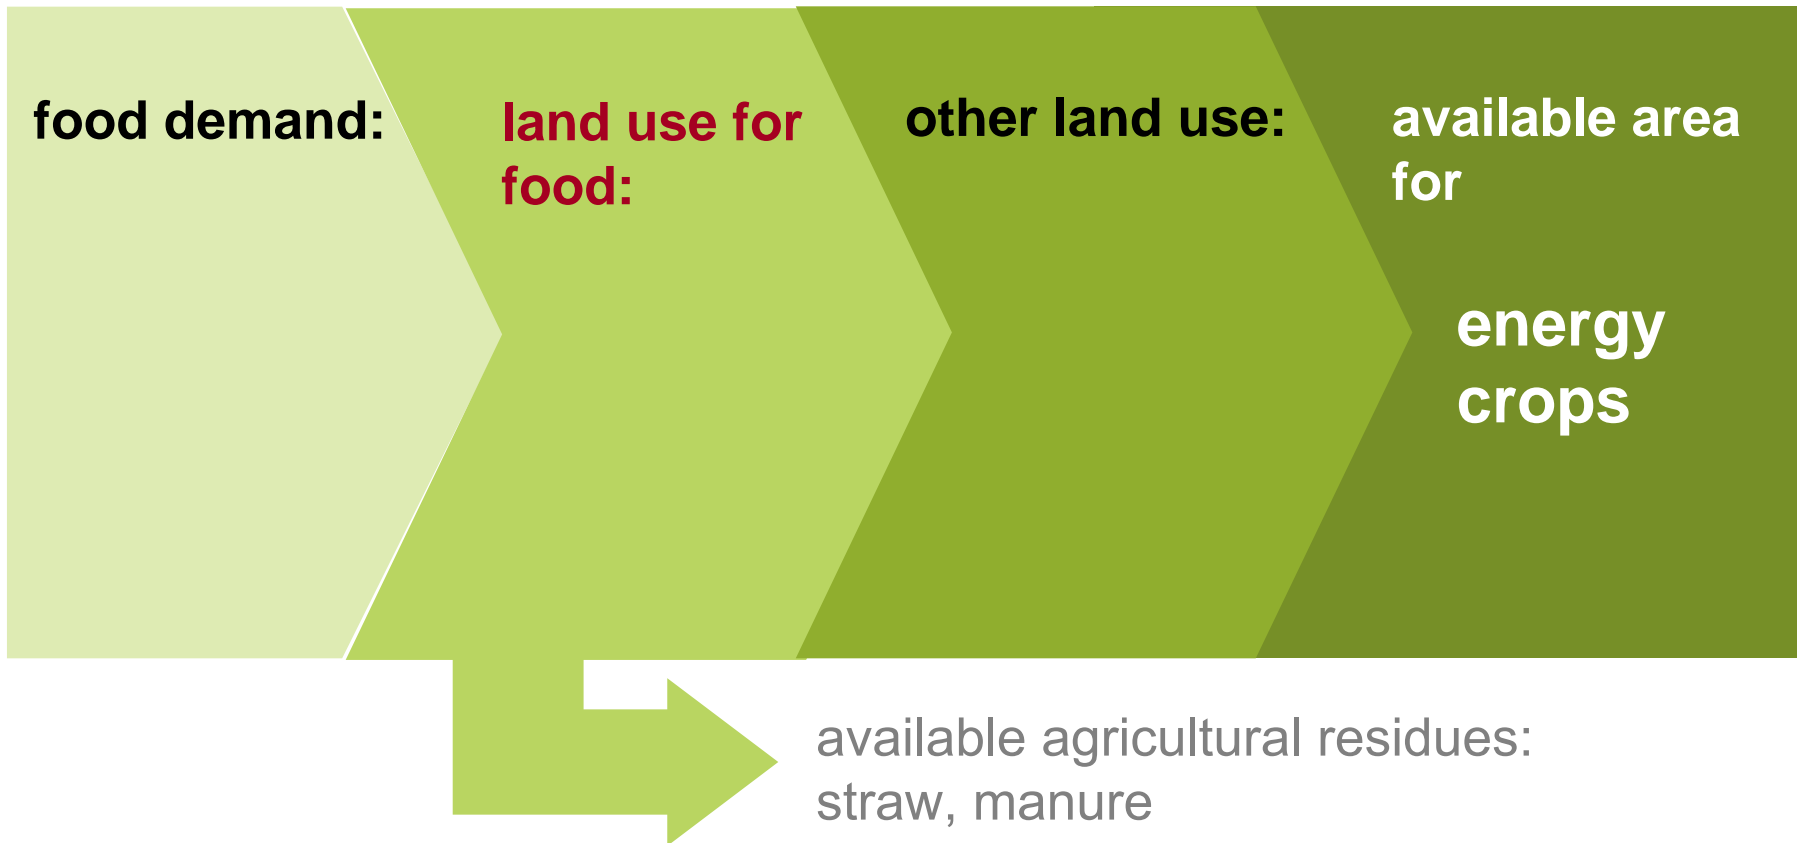 food demand:
land use for
food:
other land use:
available area
for
energy
crops
available agricultural residues:
straw, manure